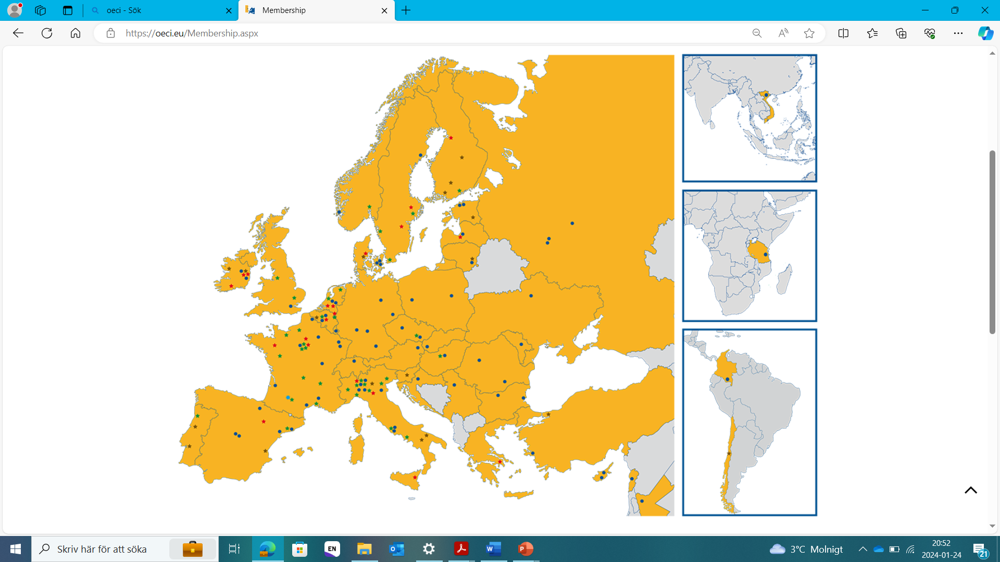 oeci - Sök
Membership
https://oeci.eu/Membership.aspx
Skriv här för att söka
EN
3°C Molnigt
20:52
2024-01-24
21